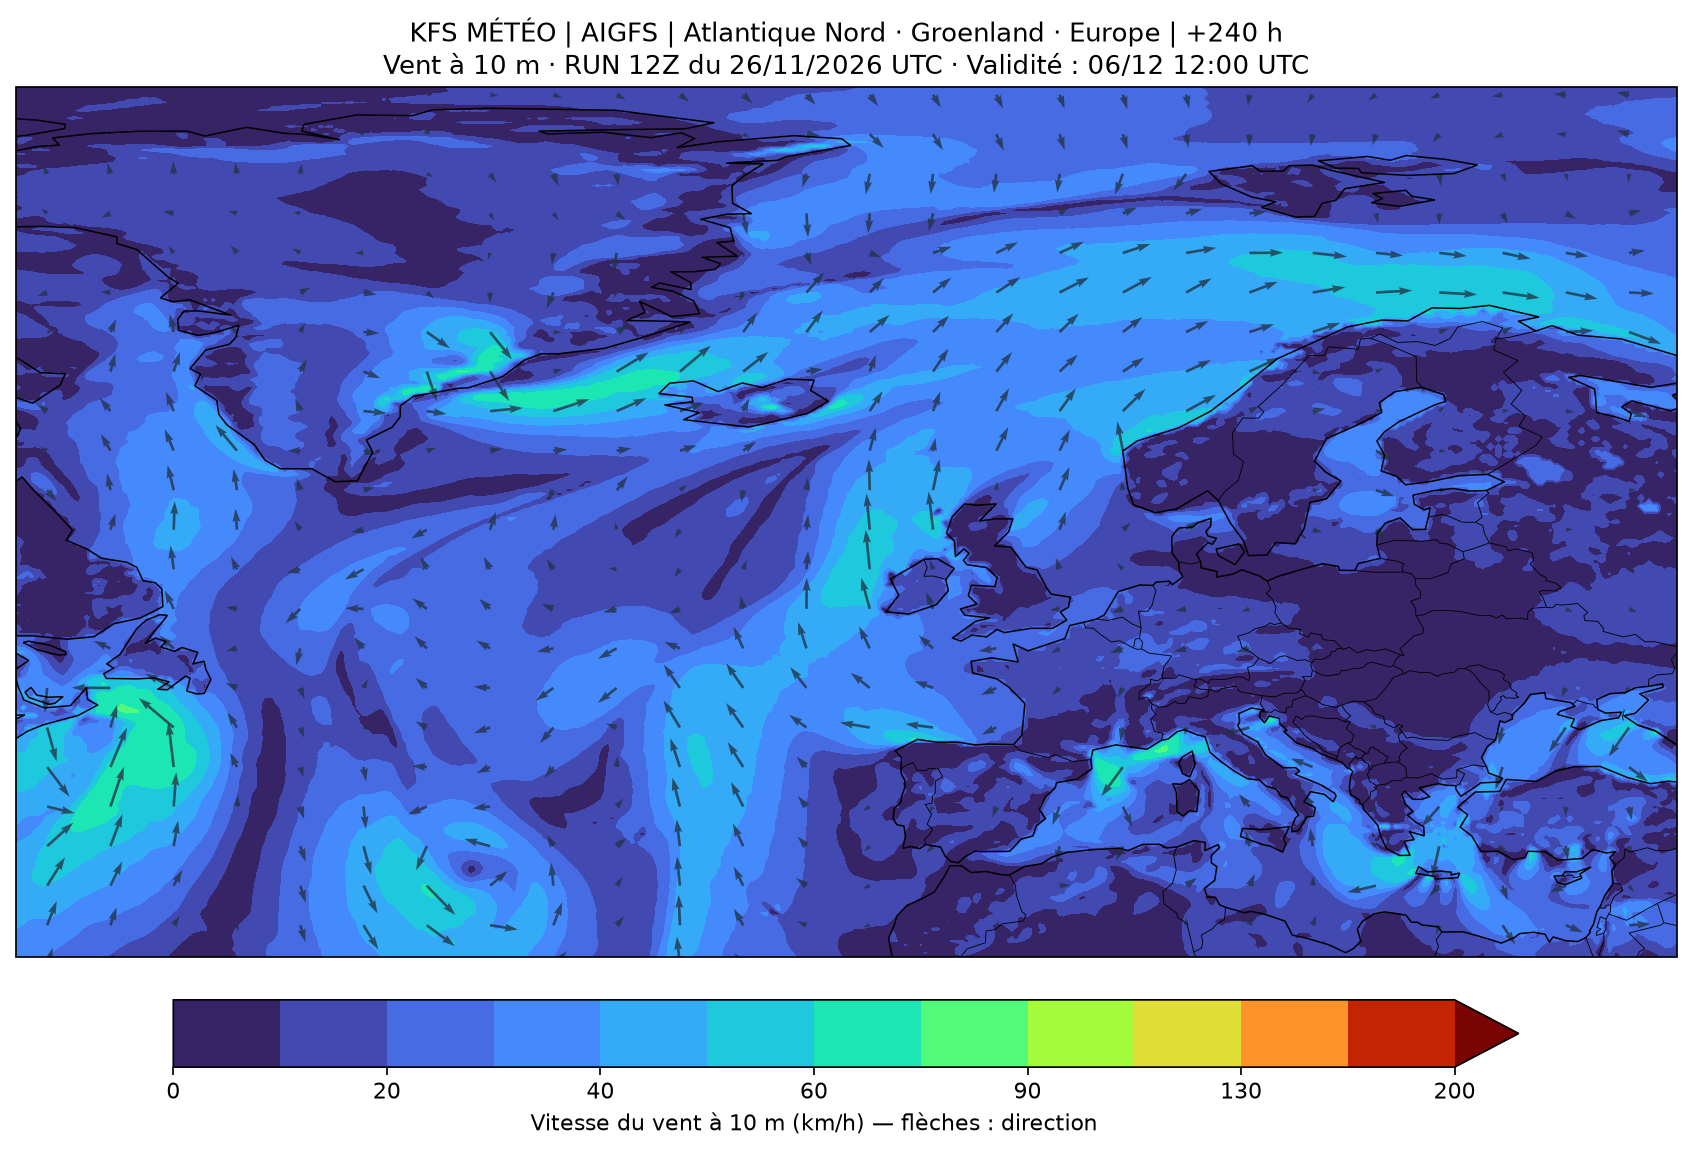 KFS MÉTÉO | AIGFS | Atlantique Nord · Groenland · Europe | +240 h
Vent à 10 m · RUN 12Z du 26/11/2026 UTC · Validité : 06/12 12:00 UTC
0 20 40 60 90 130 200
Vitesse du vent à 10 m (km/h) — flèches : direction